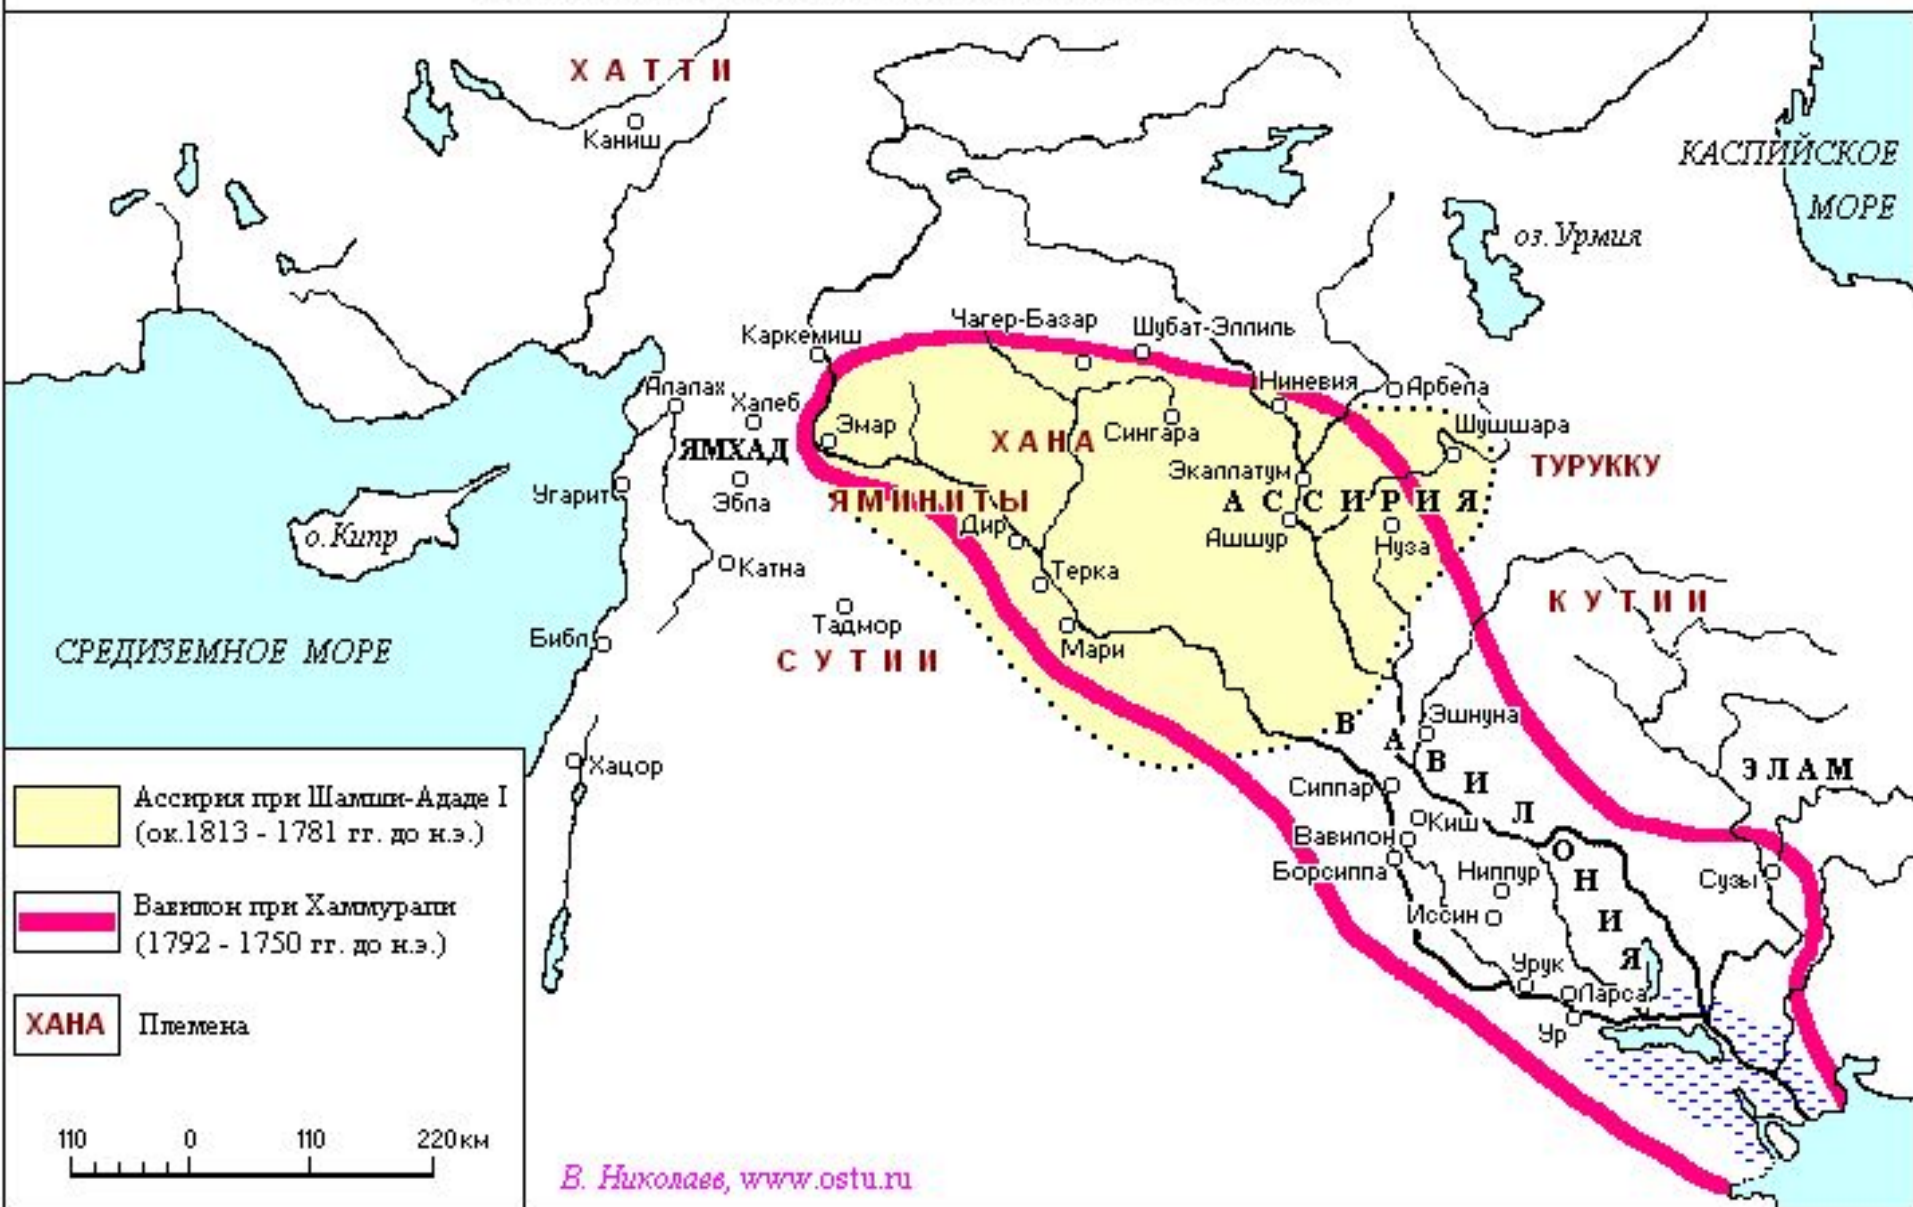 ХАТТИ
Каниш
КАСПИЙСКОЕ
МОРЕ
оз. Урмия
Чагер-Базар
Шубат-Эллиль
Каркемиш
Ниневия
Арбела
Алалах
Халеб
Эмар
ХАНА
Сингара
Шушшара
ЯМХАД
ТУРУККУ
Угарит
Эбла
ЯМИНИТЫ
Экаллатум
АССИРИЯ
Дир
Ашшур
Нуза
о. Кипр
Катна
Терка
КУТИИ
Тадмор
Библ
Мари
СРЕДИЗЕМНОЕ МОРЕ
СУТИИ
Эшнуна
ВАВИЛОНИЯ
Хацор
ЭЛАМ
Сиппар
Киш
Вавилон
Борсиппа
Ниппур
Сузы
Иссин
Урук
Ларса
Ур
Ассирия при Шамши-Ададе I
(ок.1813 - 1781 гг. до н.э.)
Вавилон при Хаммурапи
(1792 - 1750 гг. до н.э.)
ХАНА Племена
110 0 110 220км
В. Николаев, www.ostu.ru